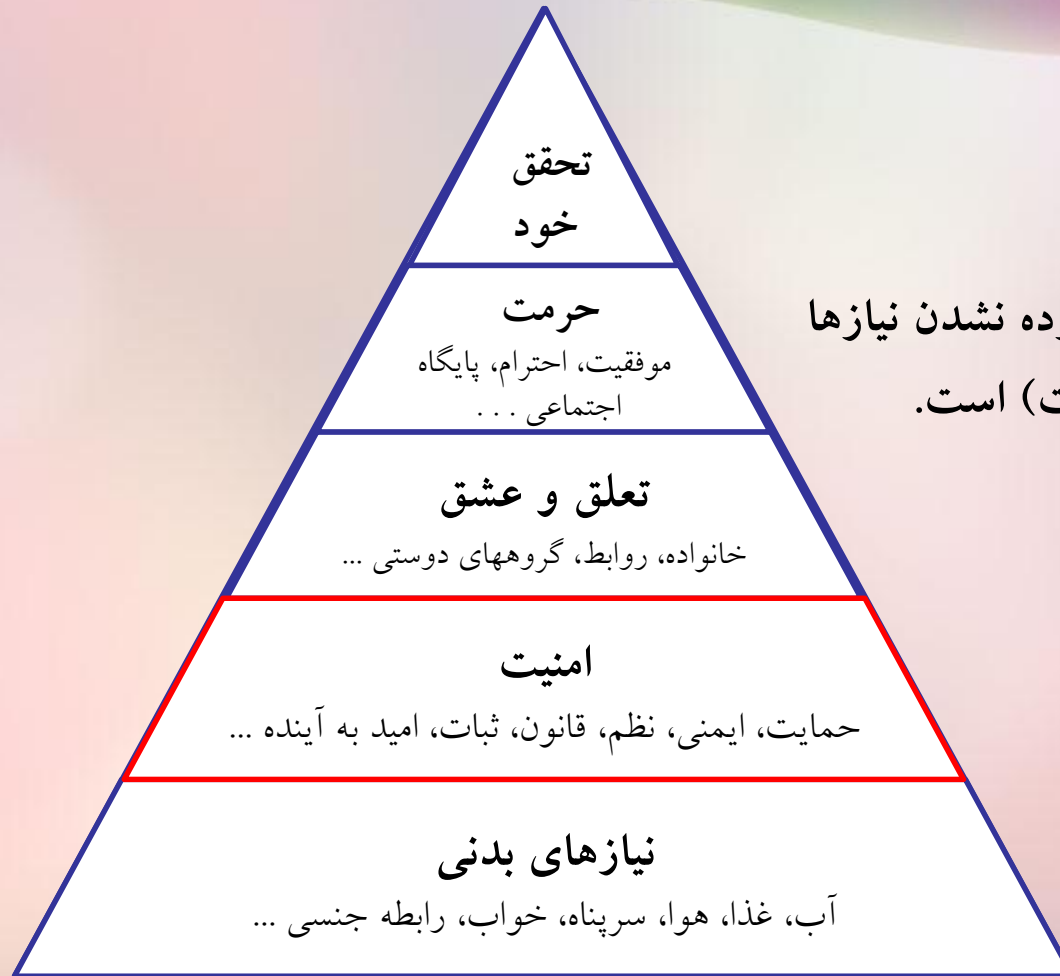 تحقق
خود
حرمت
موفقیت، احترام، پایگاه
اجتماعی . . .
نشدن نیازها
است.
تعلق و عشق
خانواده، روابط، گروههای دوستی ...
امنیت
حمایت، ایمنی، نظم، قانون، ثبات، امید به آینده ...
نیازهای بدنی
آب، غذا، هوا، سرپناه، خواب، رابطه جنسی ...